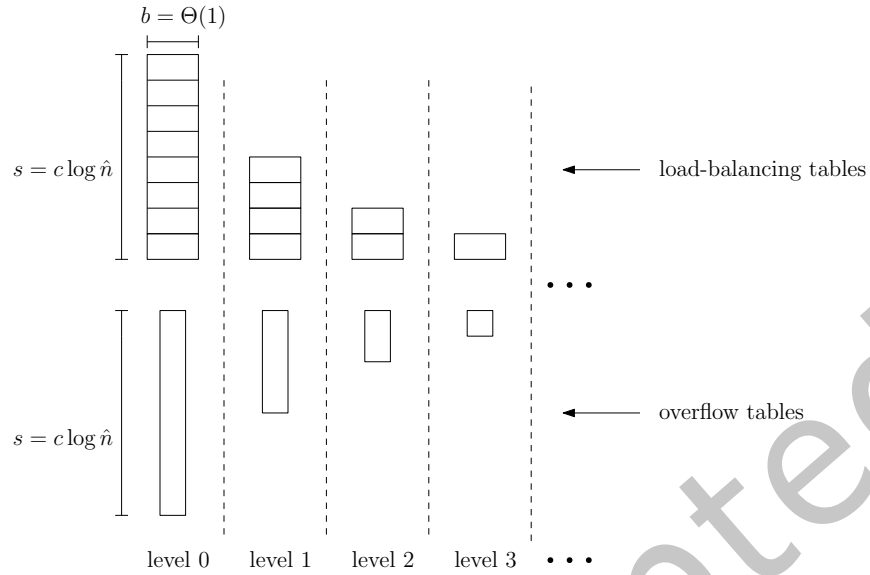 b = Θ(1)
s = c log n̂
load-balancing tables
s = c log n̂
overflow tables
level 0 level 1 level 2 level 3